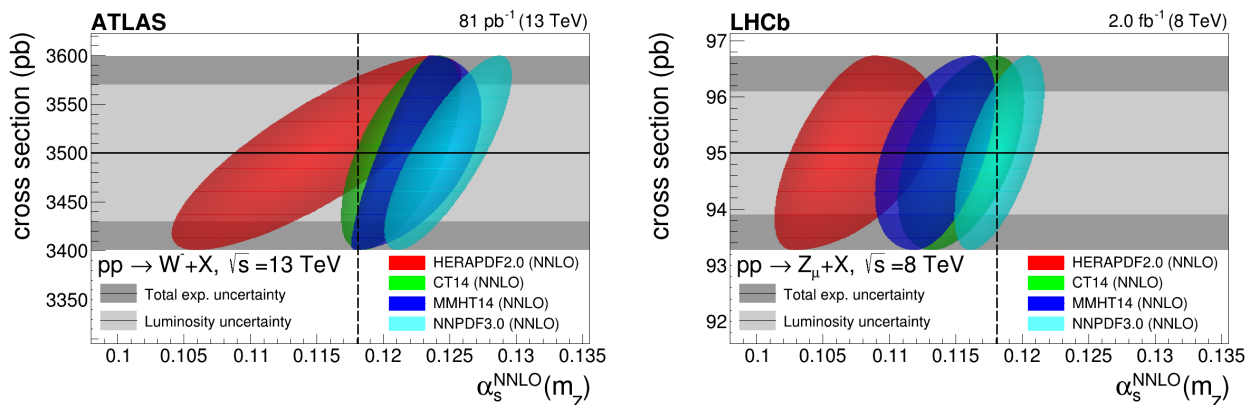 ATLAS 81 pb⁻¹ (13 TeV)
cross section (pb)
3600
3550
3500
3450
3400
3350
pp → W⁻+X, √s =13 TeV
Total exp. uncertainty
Luminosity uncertainty
HERAPDF2.0 (NNLO)
CT14 (NNLO)
MMHT14 (NNLO)
NNPDF3.0 (NNLO)
0.1 0.105 0.11 0.115 0.12 0.125 0.13 0.135
αₛᴺᴺᴸᴼ(m_Z)
LHCb 2.0 fb⁻¹ (8 TeV)
cross section (pb)
97
96
95
94
93
92
pp → Z_μ+X, √s =8 TeV
Total exp. uncertainty
Luminosity uncertainty
HERAPDF2.0 (NNLO)
CT14 (NNLO)
MMHT14 (NNLO)
NNPDF3.0 (NNLO)
0.1 0.105 0.11 0.115 0.12 0.125 0.13 0.135
αₛᴺᴺᴸᴼ(m_Z)